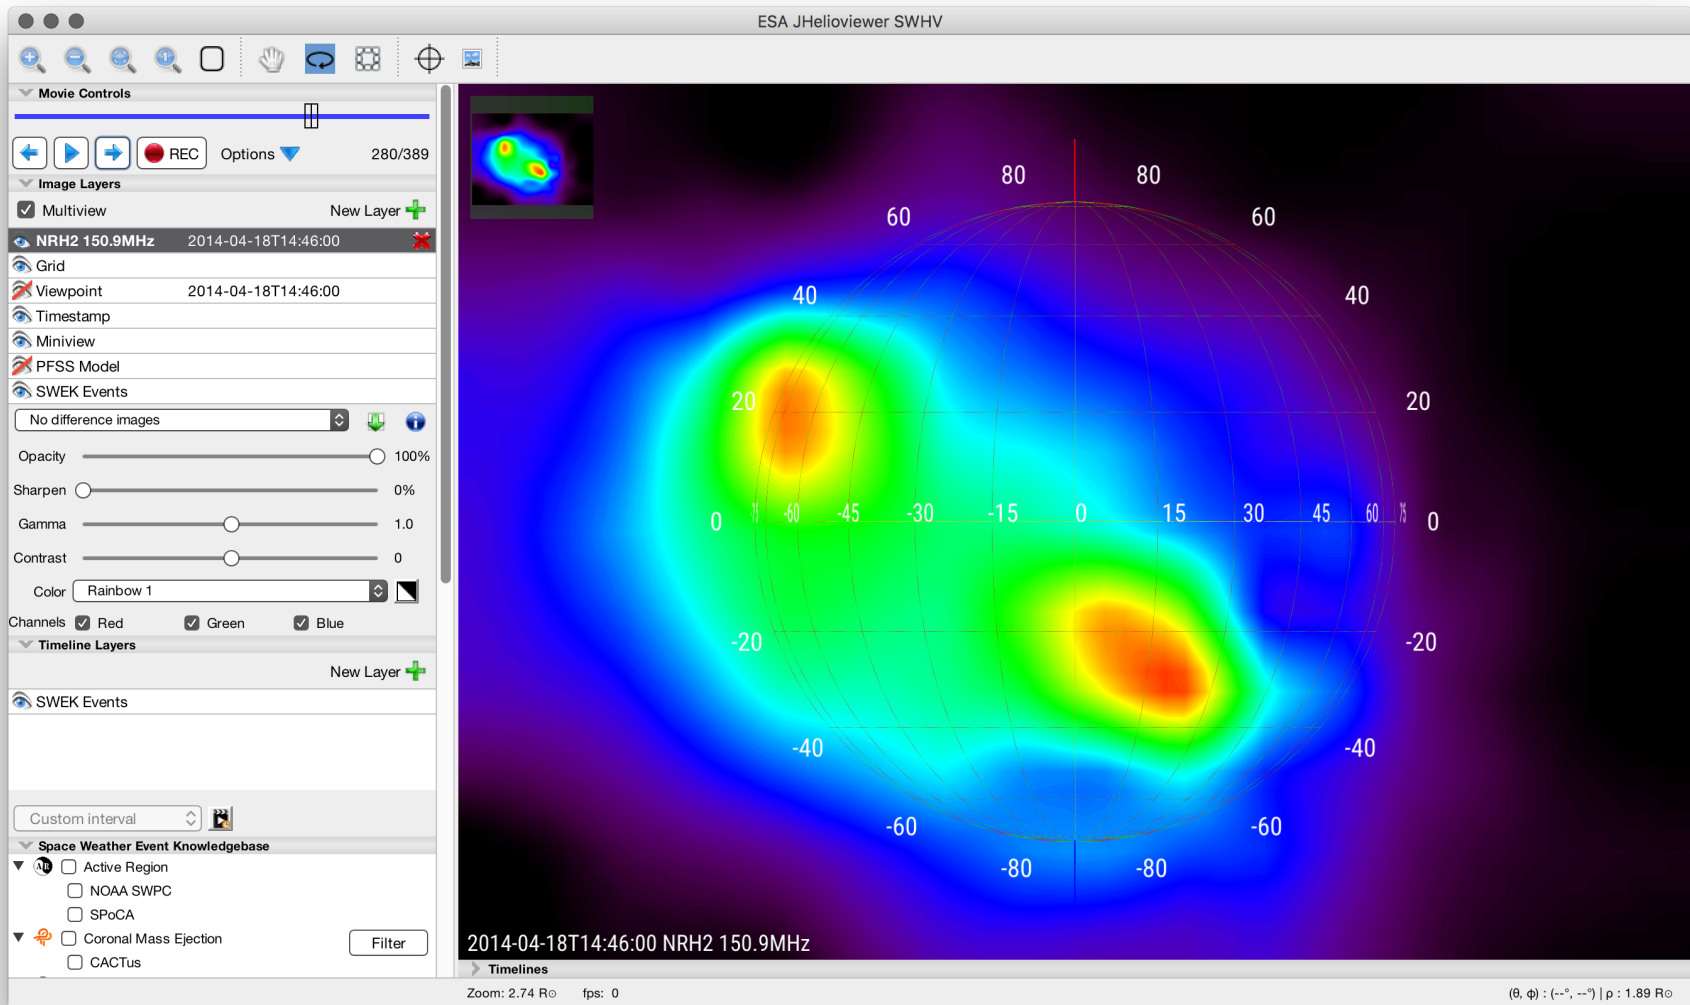 ESA JHelioviewer SWHV
Movie Controls
REC Options 280/389
Image Layers
Multiview New Layer
NRH2 150.9MHz 2014-04-18T14:46:00
Grid
Viewpoint 2014-04-18T14:46:00
Timestamp
Miniview
PFSS Model
SWEK Events
No difference images
Opacity 100%
Sharpen 0%
Gamma 1.0
Contrast 0
Color Rainbow 1
Channels Red Green Blue
Timeline Layers
New Layer
SWEK Events
Custom interval
Space Weather Event Knowledgebase
AR Active Region
NOAA SWPC
SPoCA
Coronal Mass Ejection
Filter
CACTus
80 80
60 60
40 40
20 20
0 -75 -60 -45 -30 -15 0 15 30 45 60 75 0
-20 -20
-40 -40
-60 -60
-80 -80
2014-04-18T14:46:00 NRH2 150.9MHz
Timelines
Zoom: 2.74 R⊙ fps: 0 (θ, φ) : (--°, --°) | ρ : 1.89 R⊙